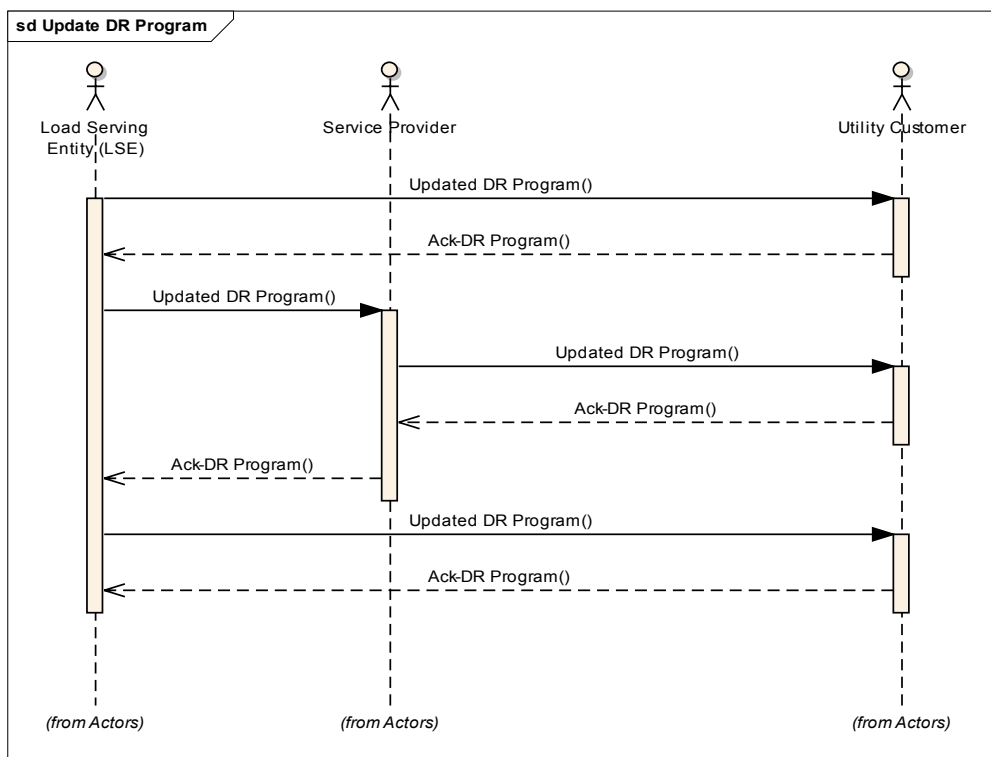 sd Update DR Program
Load Serving
Entity (LSE)
Service Provider
Utility Customer
Updated DR Program()
Ack-DR Program()
Updated DR Program()
Updated DR Program()
Ack-DR Program()
Ack-DR Program()
Updated DR Program()
Ack-DR Program()
(from Actors)
(from Actors)
(from Actors)